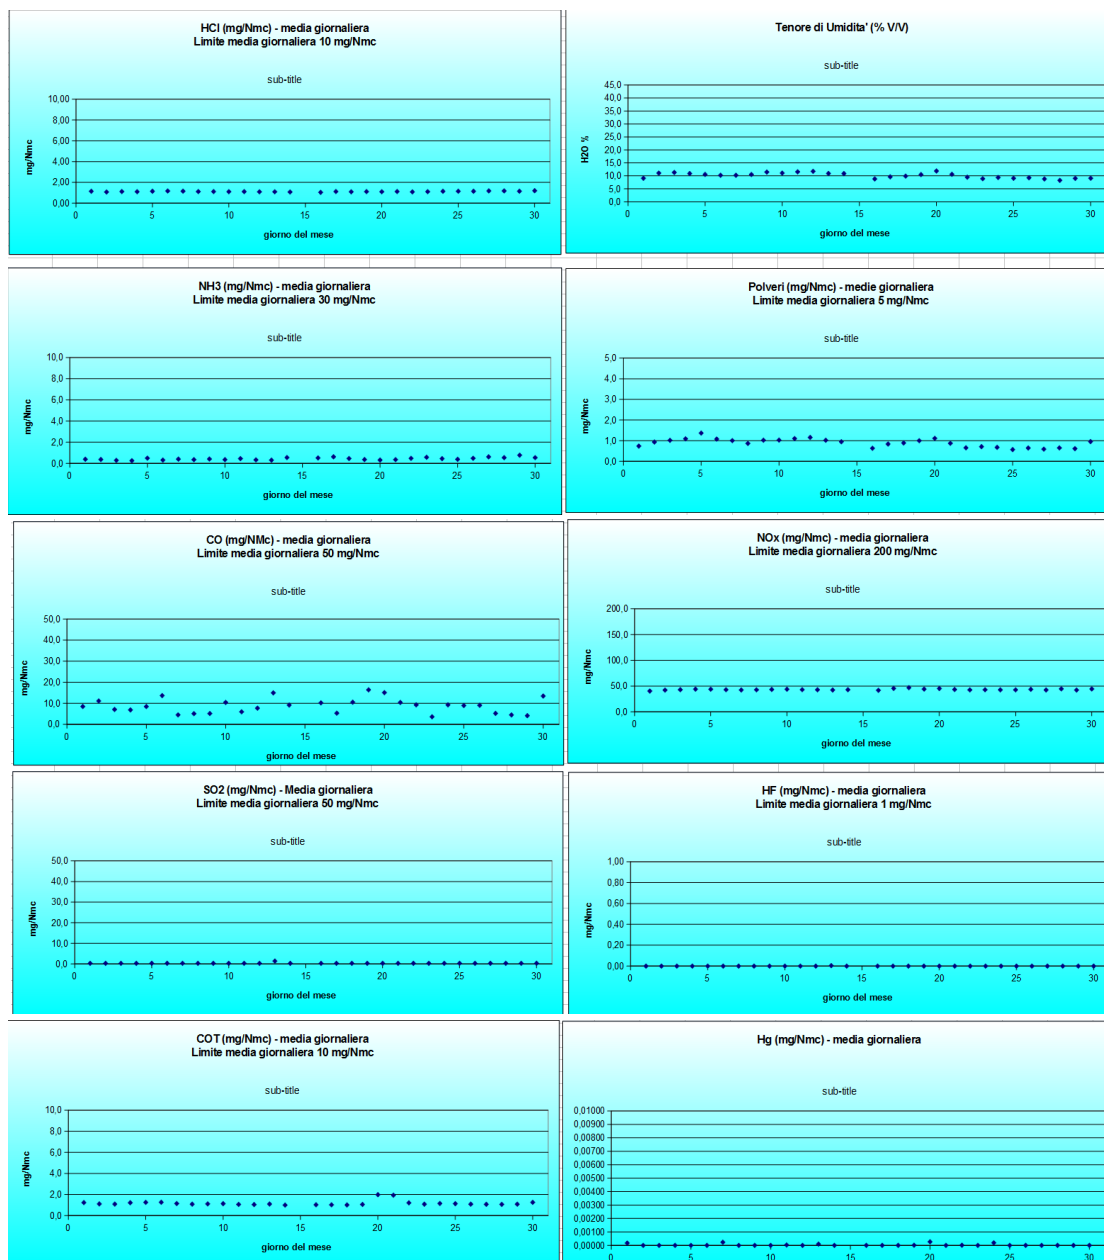 HCl (mg/Nmc) - media giornaliera
Limite media giornaliera 10 mg/Nmc
sub-title
10,00
8,00
6,00
4,00
2,00
0,00
mg/Nmc
0 5 10 15 20 25 30
giorno del mese
Tenore di Umidita' (% V/V)
sub-title
45,0
40,0
35,0
30,0
25,0
20,0
15,0
10,0
5,0
0,0
H2O %
0 5 10 15 20 25 30
giorno del mese
NH3 (mg/Nmc) - media giornaliera
Limite media giornaliera 30 mg/Nmc
sub-title
10,0
8,0
6,0
4,0
2,0
0,0
mg/Nmc
0 5 10 15 20 25 30
giorno del mese
Polveri (mg/Nmc) - medie giornaliera
Limite media giornaliera 5 mg/Nmc
sub-title
5,0
4,0
3,0
2,0
1,0
0,0
mg/Nmc
0 5 10 15 20 25 30
giorno del mese
CO (mg/NMc) - media giornaliera
Limite media giornaliera 50 mg/Nmc
sub-title
50,0
40,0
30,0
20,0
10,0
0,0
mg/Nmc
0 5 10 15 20 25 30
giorno del mese
NOx (mg/Nmc) - media giornaliera
Limite media giornaliera 200 mg/Nmc
sub-title
200,0
150,0
100,0
50,0
0,0
mg/Nmc
0 5 10 15 20 25 30
giorno del mese
SO2 (mg/Nmc) - Media giornaliera
Limite media giornaliera 50 mg/Nmc
sub-title
50,0
40,0
30,0
20,0
10,0
0,0
mg/Nmc
0 5 10 15 20 25 30
giorno del mese
HF (mg/Nmc) - media giornaliera
Limite media giornaliera 1 mg/Nmc
sub-title
1,00
0,80
0,60
0,40
0,20
0,00
mg/Nmc
0 5 10 15 20 25 30
giorno del mese
COT (mg/Nmc) - media giornaliera
Limite media giornaliera 10 mg/Nmc
sub-title
10,0
8,0
6,0
4,0
2,0
0,0
mg/Nmc
0 5 10 15 20 25 30
giorno del mese
Hg (mg/Nmc) - media giornaliera
sub-title
0,01000
0,00900
0,00800
0,00700
0,00600
0,00500
0,00400
0,00300
0,00200
0,00100
0,00000
0 5 10 15 20 25 30